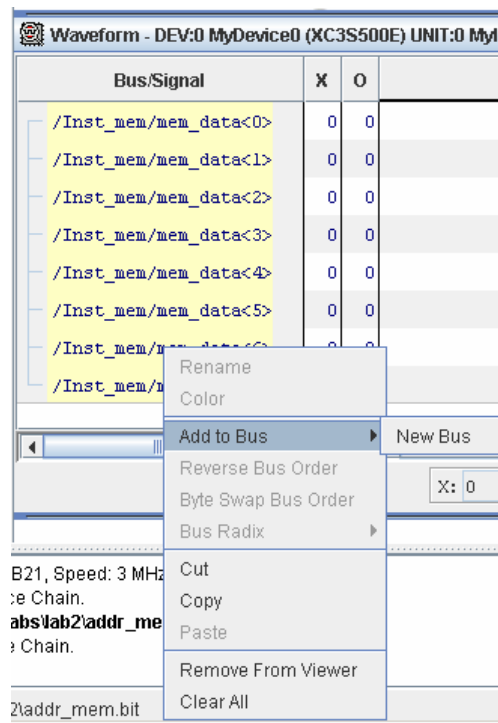 Waveform - DEV:0 MyDevice0 (XC3S500E) UNIT:0
Bus/Signal X O
/Inst_mem/mem_data<0> 0 0
/Inst_mem/mem_data<1> 0 0
/Inst_mem/mem_data<2> 0 0
/Inst_mem/mem_data<3> 0 0
/Inst_mem/mem_data<4> 0 0
/Inst_mem/mem_data<5> 0 0
/Inst_mem/
/Inst_mem/
Rename
Color
Add to Bus
New Bus
Reverse Bus Order
X: 0
Byte Swap Bus Order
Bus Radix
Cut
Copy
Paste
Remove From Viewer
Clear All
B21, Speed: 3 MHz
e Chain.
abs\lab2\addr_me
e Chain.
2\addr_mem.bit